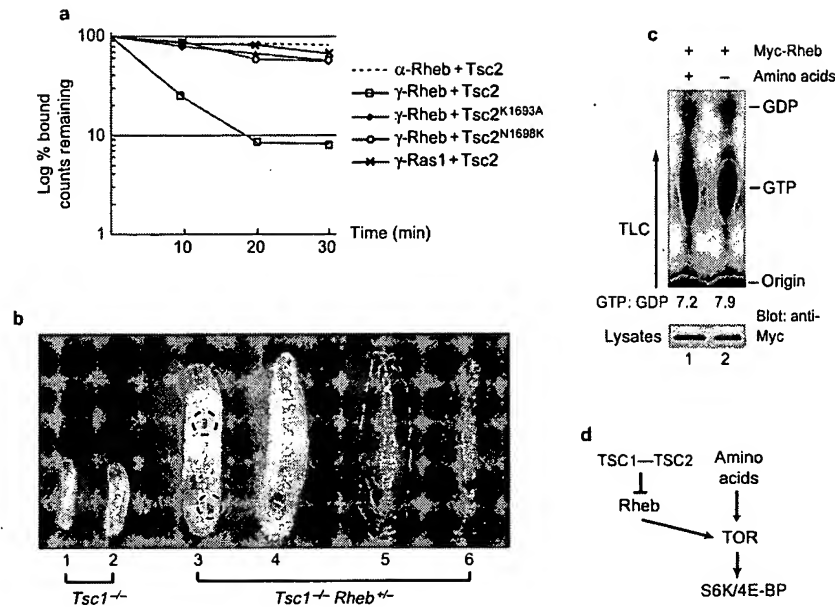 a
Log % bound
counts remaining
100
10
1
10
20
30
Time (min)
α-Rheb + Tsc2
γ-Rheb + Tsc2
γ-Rheb + Tsc2K1693A
γ-Rheb + Tsc2N1698K
γ-Ras1 + Tsc2
b
1 2 3 4 5 6
Tsc1–/– Tsc1–/– Rheb+/–
c
+ + Myc-Rheb
+ – Amino acids
GDP
GTP
TLC
Origin
GTP: GDP 7.2 7.9
Blot: anti-
Myc
Lysates
1 2
d
TSC1—TSC2
Amino
acids
Rheb
TOR
S6K/4E-BP